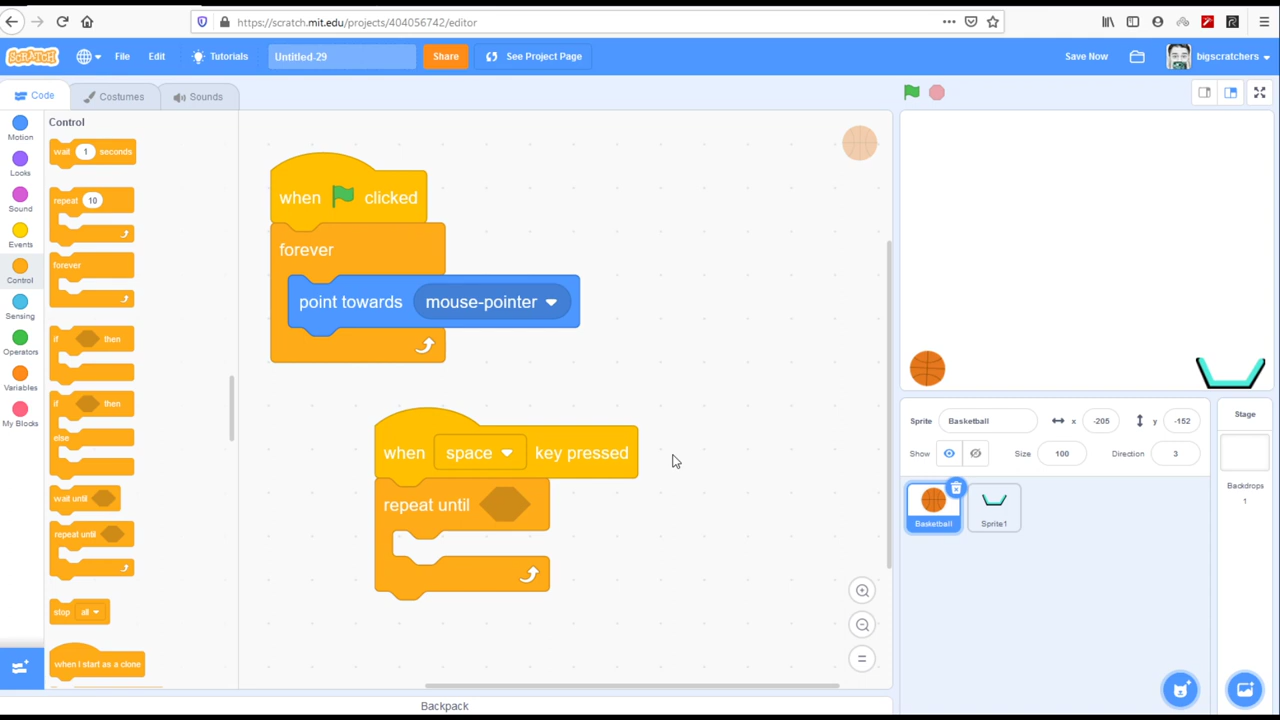 https://scratch.mit.edu/projects/404056742/editor
SCRATCH File Edit Tutorials Untitled-29 Share See Project Page Save Now bigscratchers
Code Costumes Sounds
Motion
Looks
Sound
Events
Control
Sensing
Operators
Variables
My Blocks
Control
wait 1 seconds
repeat 10
forever
if then
if then
else
wait until
repeat until
stop all
when I start as a clone
when clicked
forever
point towards mouse-pointer
when space key pressed
repeat until
Sprite Basketball x -205 y -152
Show Size 100 Direction 3
Basketball Sprite1
Stage
Backdrops
1
Backpack